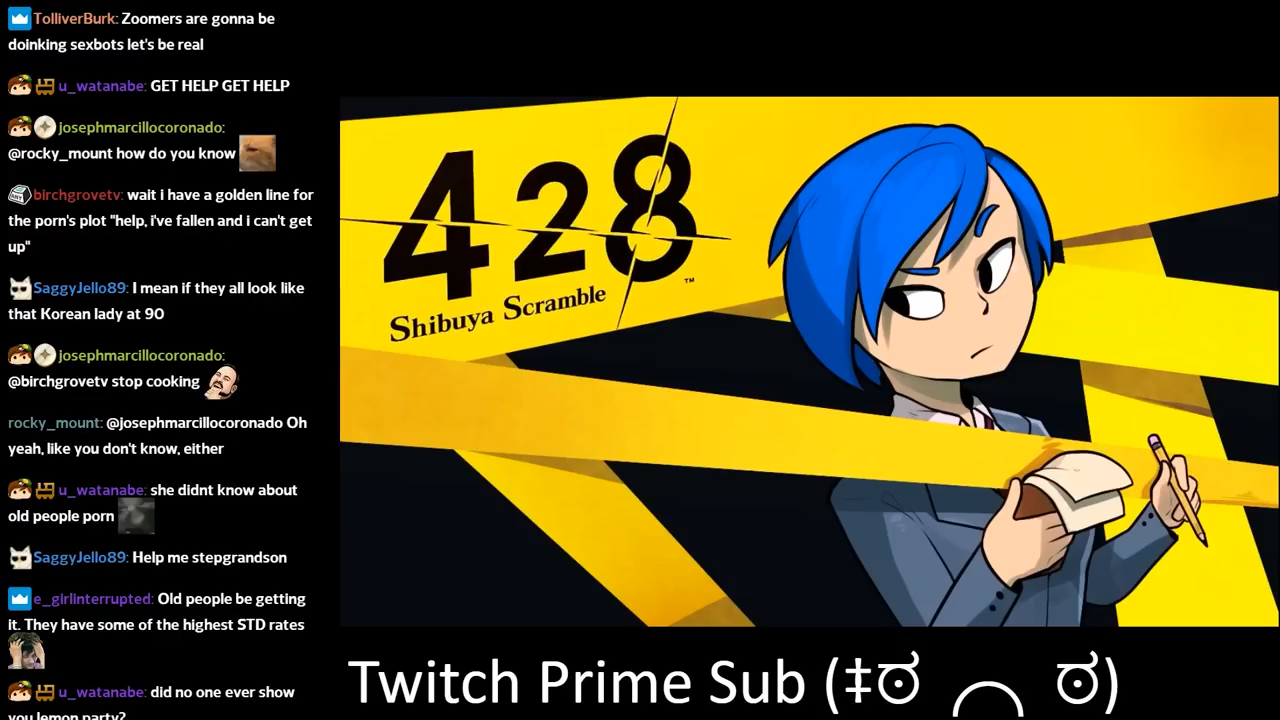 TolliverBurk: Zoomers are gonna be
doinking sexbots let's be real
u_watanabe: GET HELP GET HELP
josephmarcillocoronado:
@rocky_mount how do you know
birchgrovetv: wait i have a golden line for
the porn's plot "help, i've fallen and i can't get
up"
SaggyJello89: I mean if they all look like
that Korean lady at 90
josephmarcillocoronado:
@birchgrovetv stop cooking
rocky_mount: @josephmarcillocoronado Oh
yeah, like you don't know, either
u_watanabe: she didnt know about
old people porn
SaggyJello89: Help me stepgrandson
e_girlinterrupted: Old people be getting
it. They have some of the highest STD rates
u_watanabe: did no one ever show
you lemon party?
428
Shibuya Scramble™
Twitch Prime Sub (‡ಠ ╭╮ ಠ)